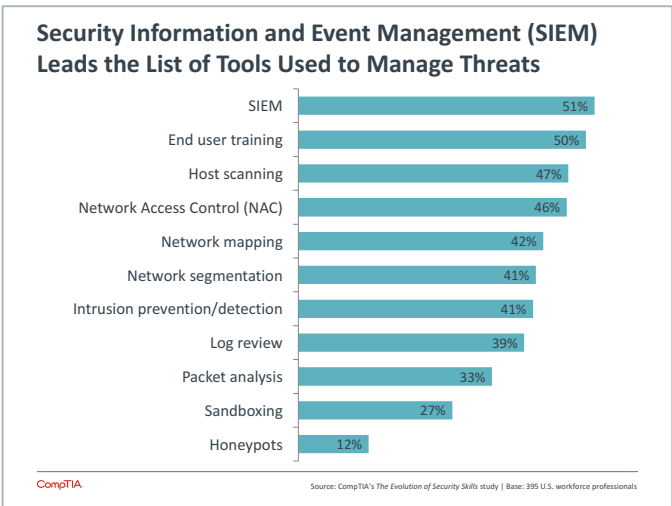 Security Information and Event Management (SIEM)
Leads the List of Tools Used to Manage Threats
SIEM 51%
End user training 50%
Host scanning 47%
Network Access Control (NAC) 46%
Network mapping 42%
Network segmentation 41%
Intrusion prevention/detection 41%
Log review 39%
Packet analysis 33%
Sandboxing 27%
Honeypots 12%
CompTIA Source: CompTIA's The Evolution of Security Skills study | Base: 395 U.S. workforce professionals